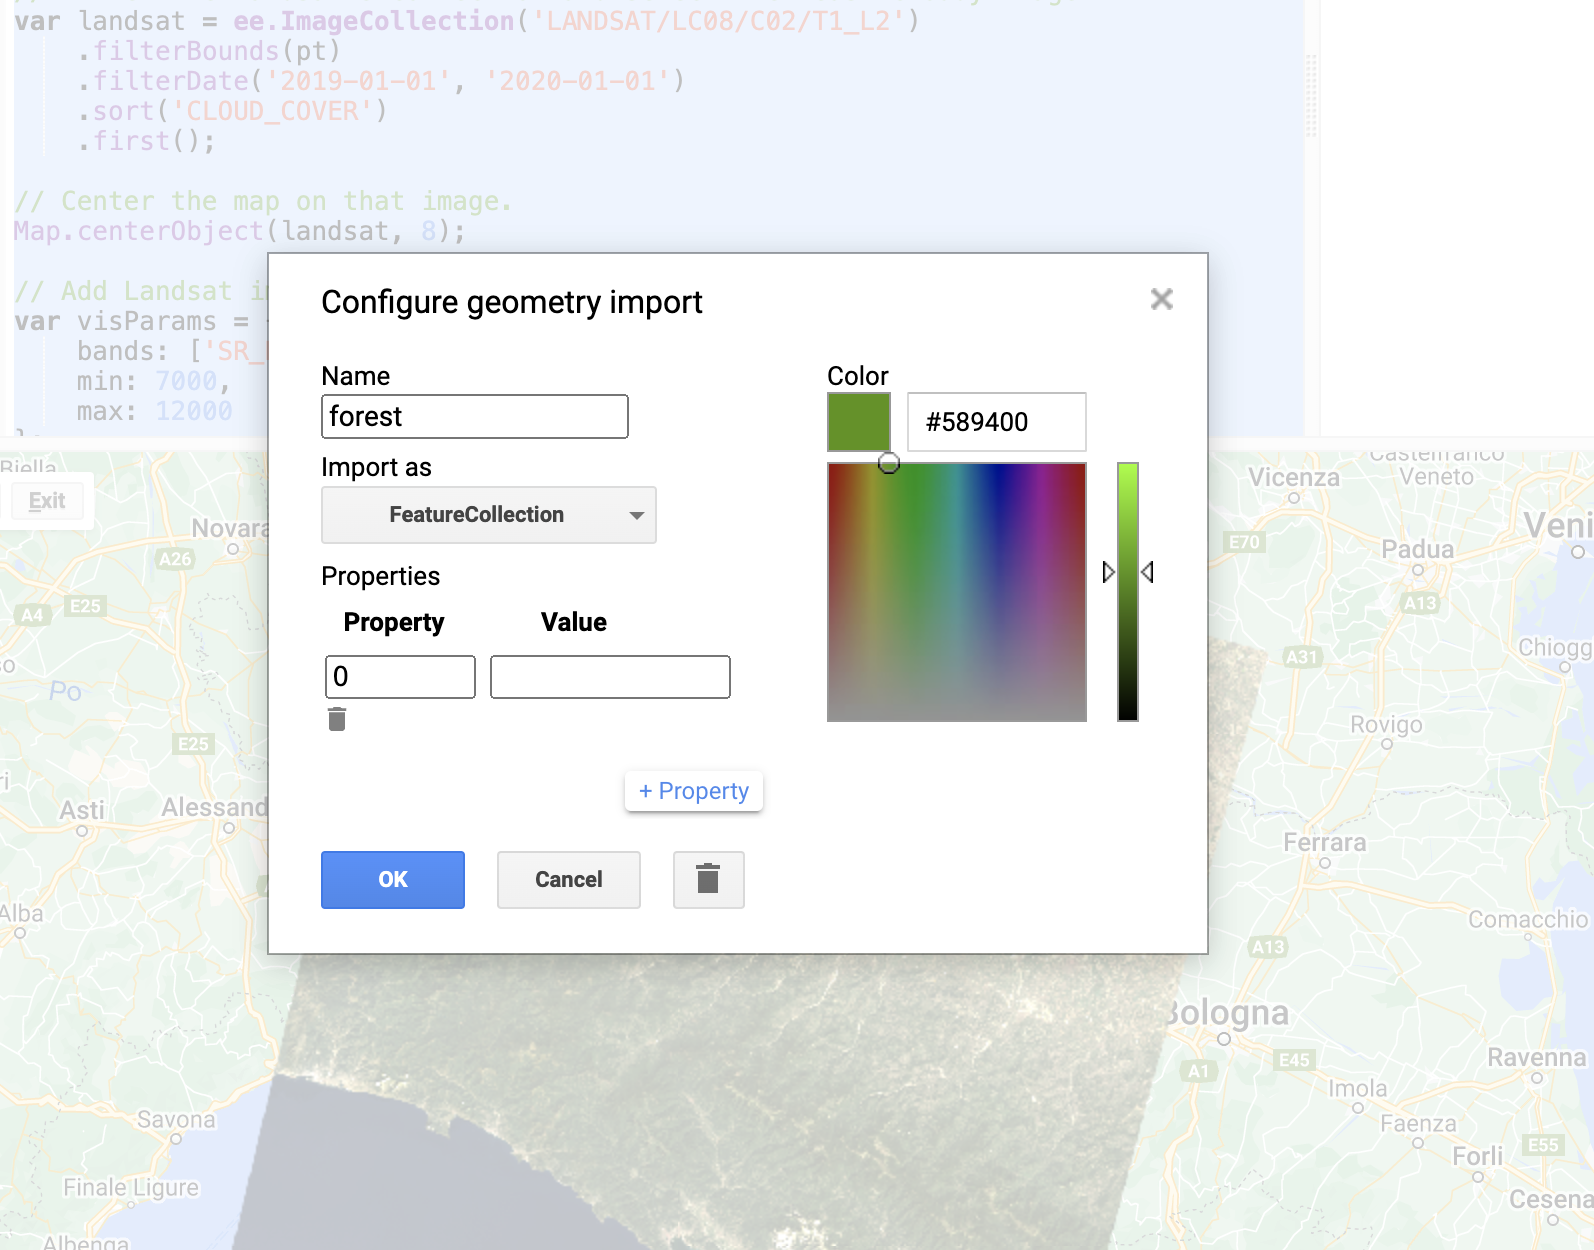 var landsat = ee.ImageCollection('LANDSAT/LC08/C02/T1_L2')
.filterBounds(pt)
.filterDate('2019-01-01', '2020-01-01')
.sort('CLOUD_COVER')
.first();
// Center the map on that image.
Map.centerObject(landsat, 8);
// Add Landsat
var visParams =
bands: ['SR_
min: 7000,
max: 12000
Configure geometry import
Name
forest
Import as
FeatureCollection
Properties
Property Value
0
+ Property
OK Cancel
Color
#589400
Biella
Exit
Novara
A26
A4 E25
Po
E25
Asti
Alessand
Alba
Savona
Finale Ligure
Albenga
Castelfranco
Veneto
Vicenza
Veni
E70
Padua
A13
Chiogg
A31
Rovigo
Ferrara
Comacchio
A13
Bologna
E45
Ravenna
A1
Imola
Faenza
E55
Forli
Cesena